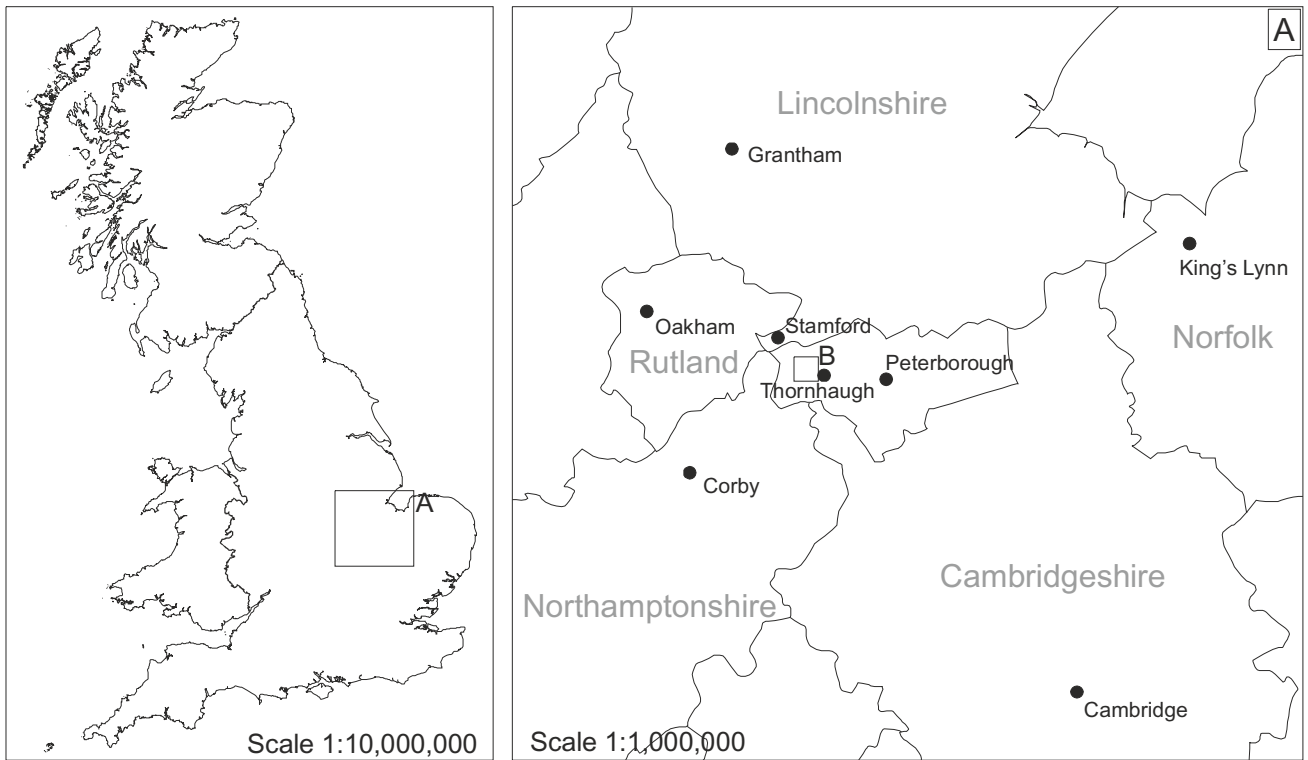 A
Scale 1:10,000,000
A
Lincolnshire
Grantham
King's Lynn
Oakham
Stamford
Norfolk
Rutland
B
Peterborough
Thornhaugh
Corby
Cambridgeshire
Northamptonshire
Cambridge
Scale 1:1,000,000